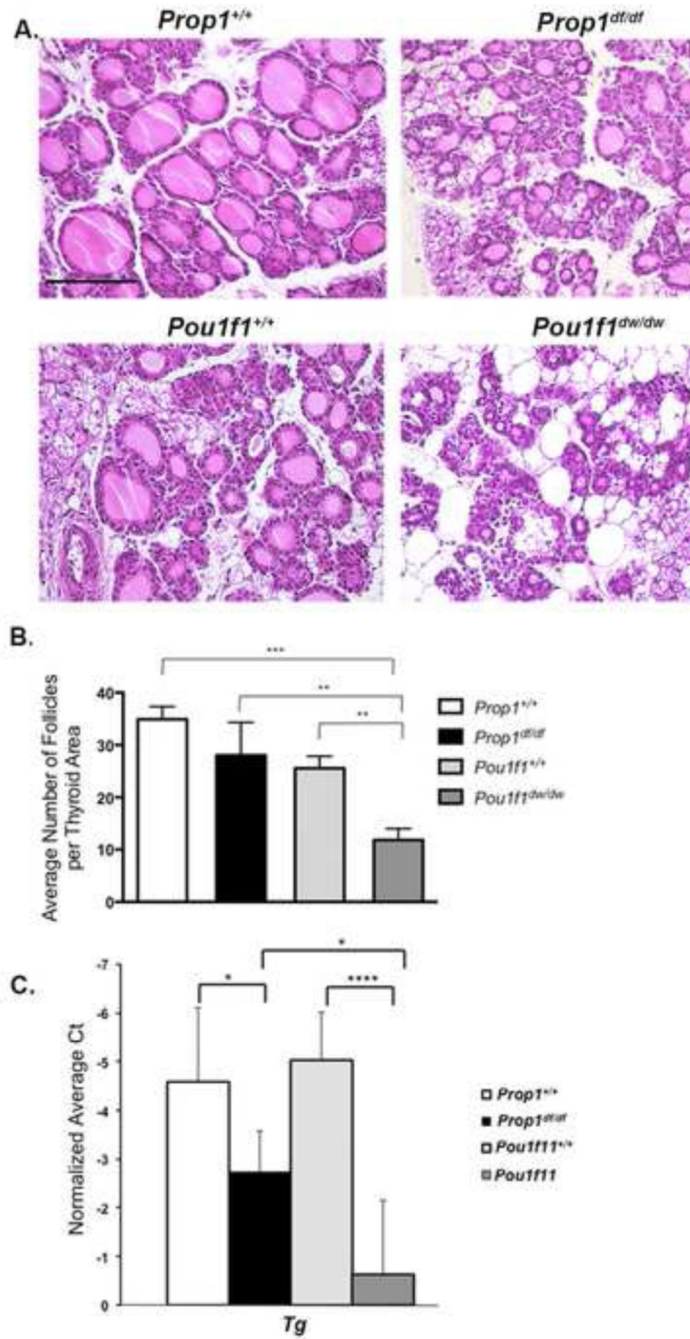 A.
Prop1+/+
Prop1df/df
Pou1f1+/+
Pou1f1dw/dw
B.
***
**
**
Average Number of Follicles
per Thyroid Area
40
30
20
10
0
Prop1+/+
Prop1df/df
Pou1f1+/+
Pou1f1dw/dw
C.
*
*
****
Normalized Average Ct
-7
-6
-5
-4
-3
-2
-1
0
Tg
Prop1+/+
Prop1df/df
Pou1f11+/+
Pou1f11